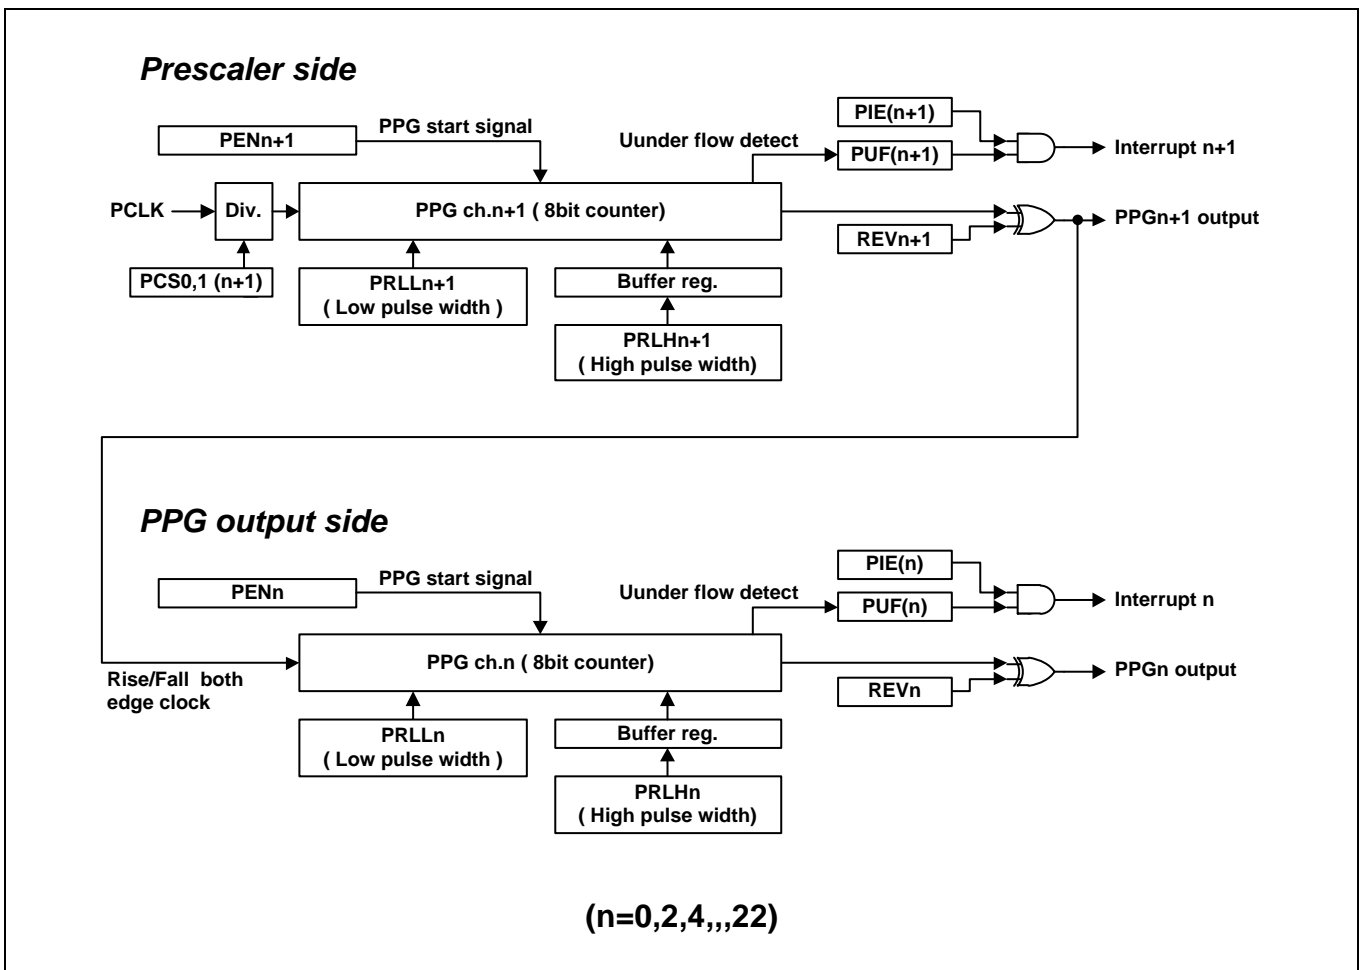 Prescaler side
PENn+1
PPG start signal
Uunder flow detect
PIE(n+1)
PUF(n+1)
Interrupt n+1
PCLK
Div.
PPG ch.n+1 ( 8bit counter)
PPGn+1 output
REVn+1
PCS0,1 (n+1)
PRLLn+1
( Low pulse width )
Buffer reg.
PRLHn+1
( High pulse width)
PPG output side
PENn
PPG start signal
Uunder flow detect
PIE(n)
PUF(n)
Interrupt n
PPG ch.n ( 8bit counter)
PPGn output
Rise/Fall both
edge clock
REVn
PRLLn
( Low pulse width )
Buffer reg.
PRLHn
( High pulse width)
(n=0,2,4,,,22)